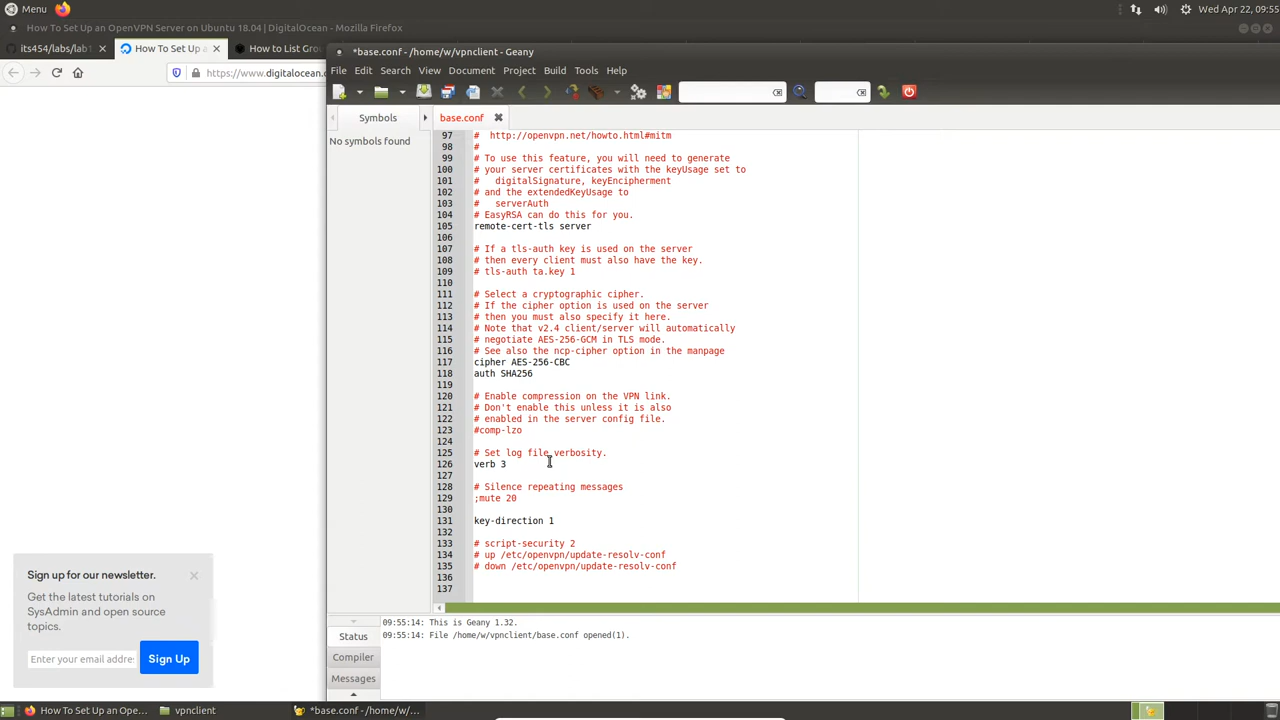 Menu
Wed Apr 22, 09:55
How To Set Up an OpenVPN Server on Ubuntu 18.04 | DigitalOcean - Mozilla Firefox
its454/labs/lab1
How To Set Up a
How to List Gro
https://www.digitalocean.c
*base.conf - /home/w/vpnclient - Geany
File Edit Search View Document Project Build Tools Help
Symbols
base.conf
No symbols found
97 # http://openvpn.net/howto.html#mitm
98 #
99 # To use this feature, you will need to generate
100 # your server certificates with the keyUsage set to
101 #   digitalSignature, keyEncipherment
102 # and the extendedKeyUsage to
103 #   serverAuth
104 # EasyRSA can do this for you.
105 remote-cert-tls server
106
107 # If a tls-auth key is used on the server
108 # then every client must also have the key.
109 # tls-auth ta.key 1
110
111 # Select a cryptographic cipher.
112 # If the cipher option is used on the server
113 # then you must also specify it here.
114 # Note that v2.4 client/server will automatically
115 # negotiate AES-256-GCM in TLS mode.
116 # See also the ncp-cipher option in the manpage
117 cipher AES-256-CBC
118 auth SHA256
119
120 # Enable compression on the VPN link.
121 # Don't enable this unless it is also
122 # enabled in the server config file.
123 #comp-lzo
124
125 # Set log file verbosity.
126 verb 3
127
128 # Silence repeating messages
129 ;mute 20
130
131 key-direction 1
132
133 # script-security 2
134 # up /etc/openvpn/update-resolv-conf
135 # down /etc/openvpn/update-resolv-conf
136
137
Sign up for our newsletter.
Get the latest tutorials on
SysAdmin and open source
topics.
Enter your email addre
Sign Up
Status
Compiler
Messages
09:55:14: This is Geany 1.32.
09:55:14: File /home/w/vpnclient/base.conf opened(1).
How To Set Up an Ope...
vpnclient
*base.conf - /home/w/...